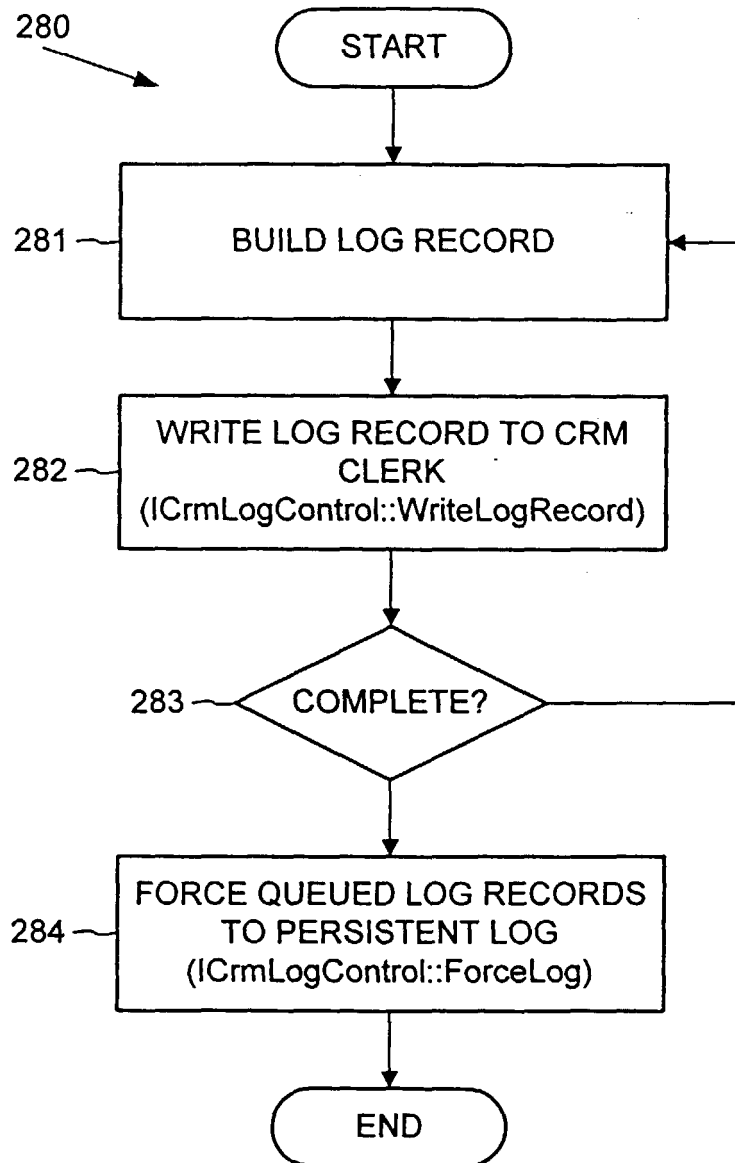 280
START
281
BUILD LOG RECORD
282
WRITE LOG RECORD TO CRM
CLERK
(ICrmLogControl::WriteLogRecord)
283
COMPLETE?
284
FORCE QUEUED LOG RECORDS
TO PERSISTENT LOG
(ICrmLogControl::ForceLog)
END